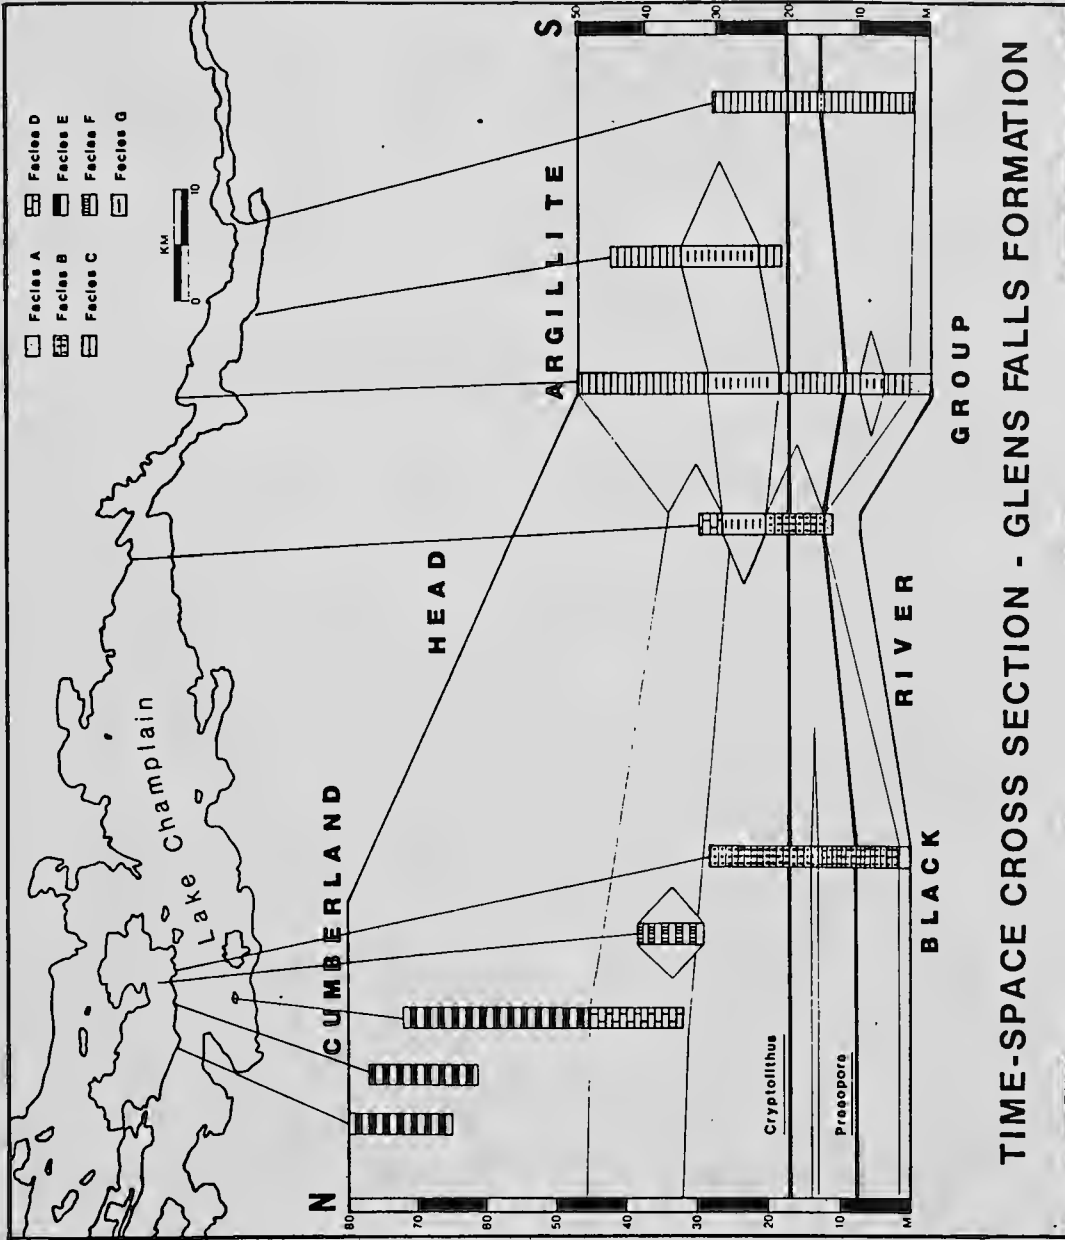 Facies A
Facies B
Facies C
Facies D
Facies E
Facies F
Facies G
KM
0
10
Lake Champlain
N
S
CUMBERLAND HEAD ARGILLITE
80
70
60
50
40
30
20
10
M
50
40
30
20
10
M
Cryptolithus
Prasopora
BLACK RIVER GROUP
TIME-SPACE CROSS SECTION - GLENS FALLS FORMATION